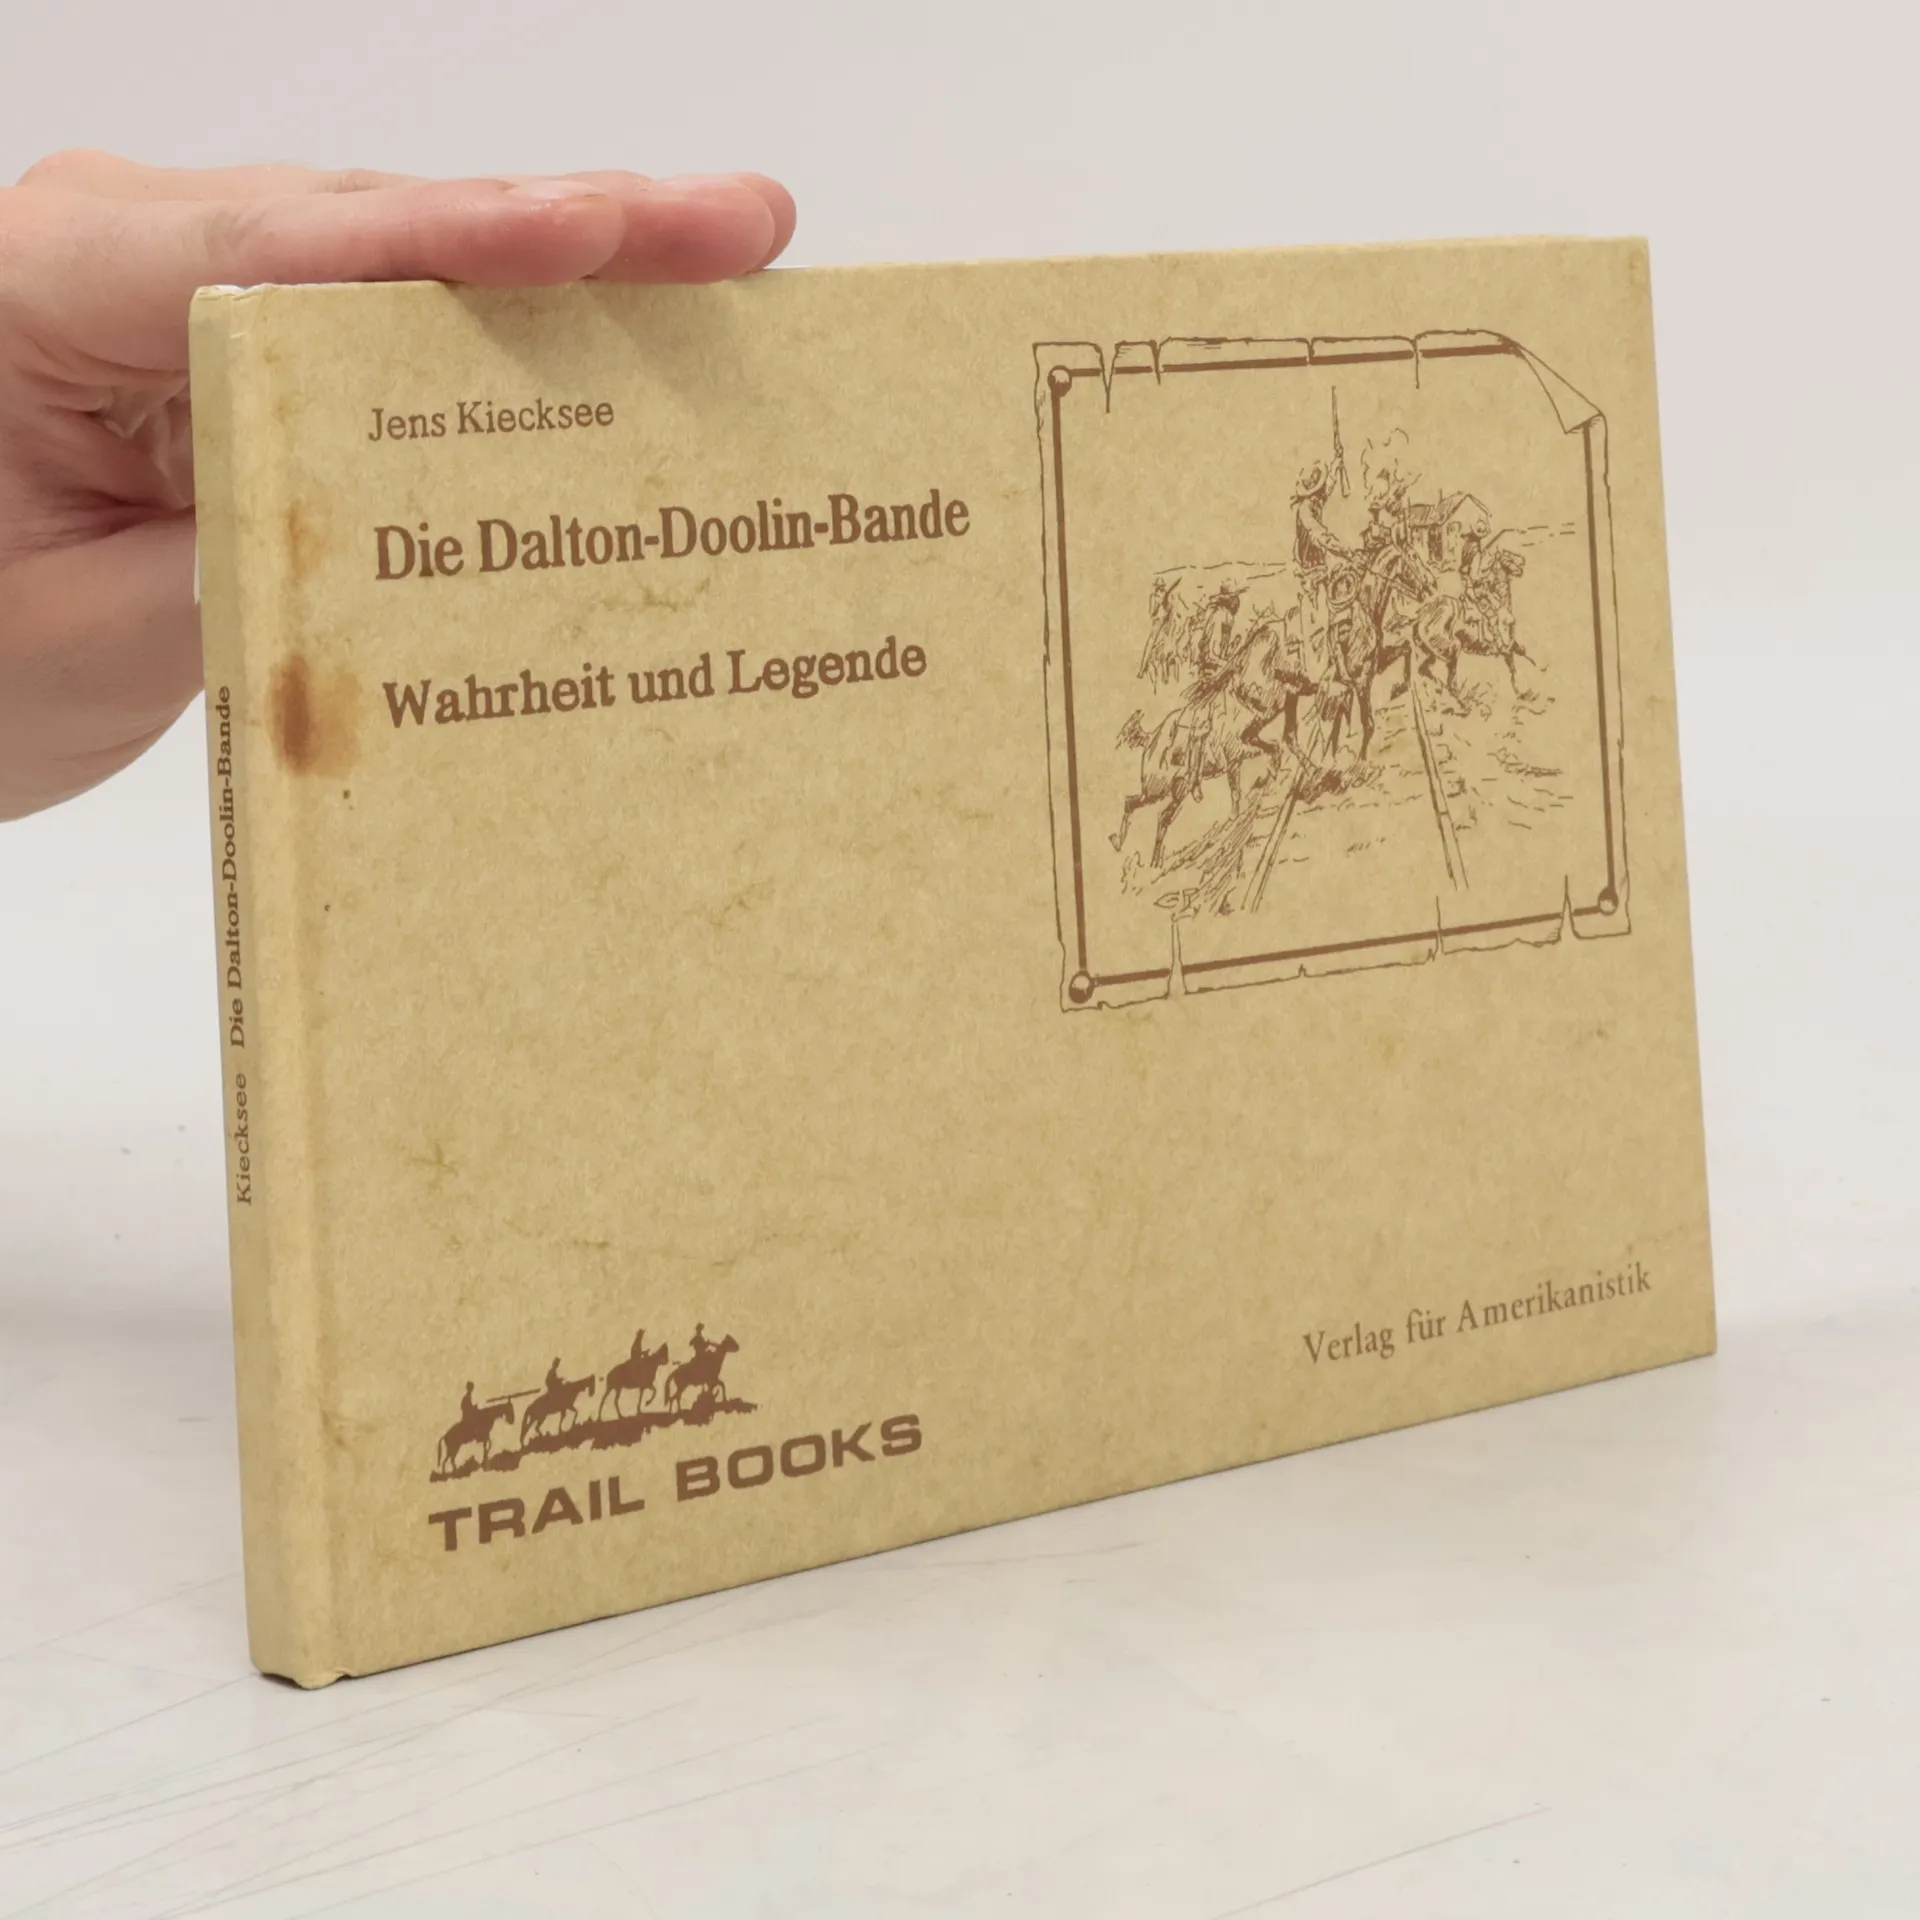 Jens Kiecksee
Die Dalton-Doolin-Bande
Wahrheit und Legende
Kiecksee Die Dalton-Doolin-Bande
TRAIL BOOKS
Verlag für Amerikanistik